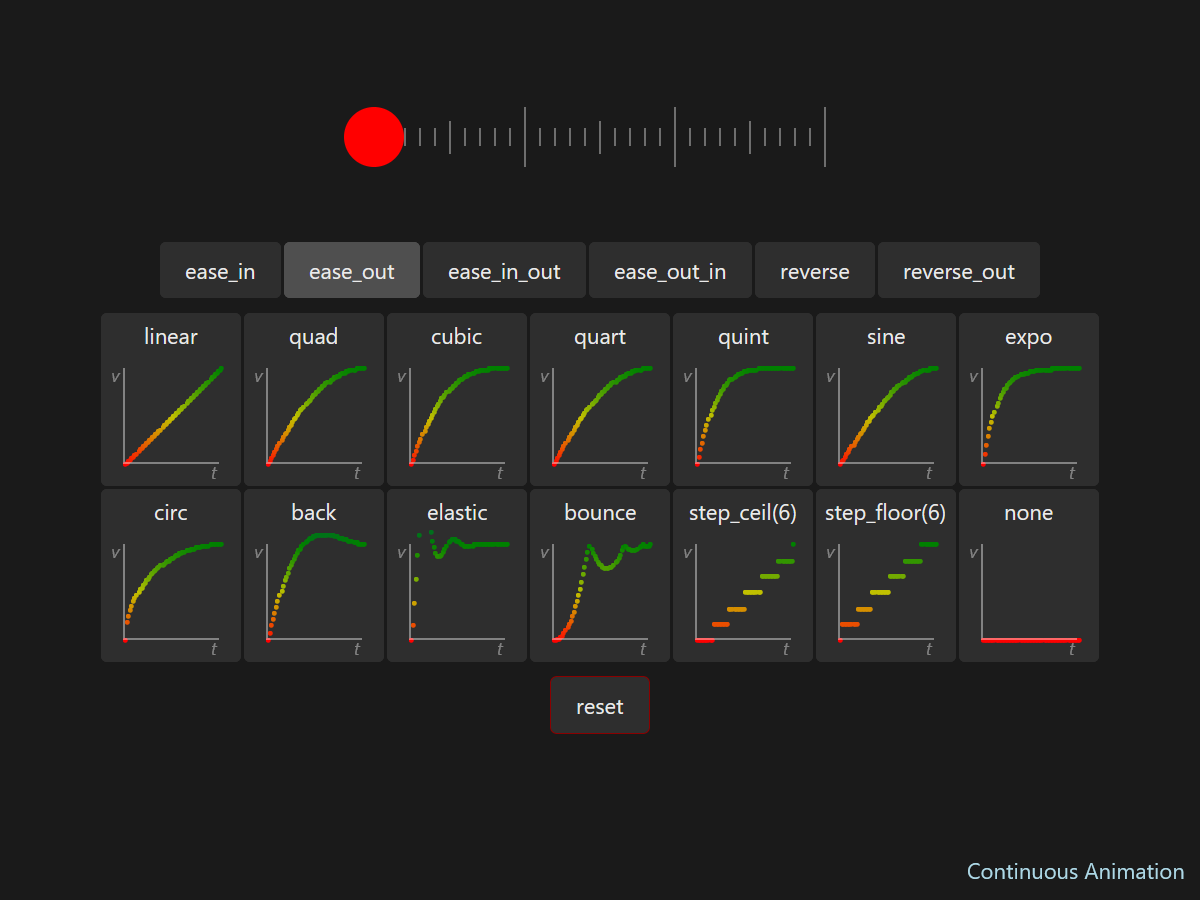 ease_in ease_out ease_in_out ease_out_in reverse reverse_out
linear quad cubic quart quint sine expo
v v v v v v v
t t t t t t t
circ back elastic bounce step_ceil(6) step_floor(6) none
v v v v v v v
t t t t t t t
reset
Continuous Animation